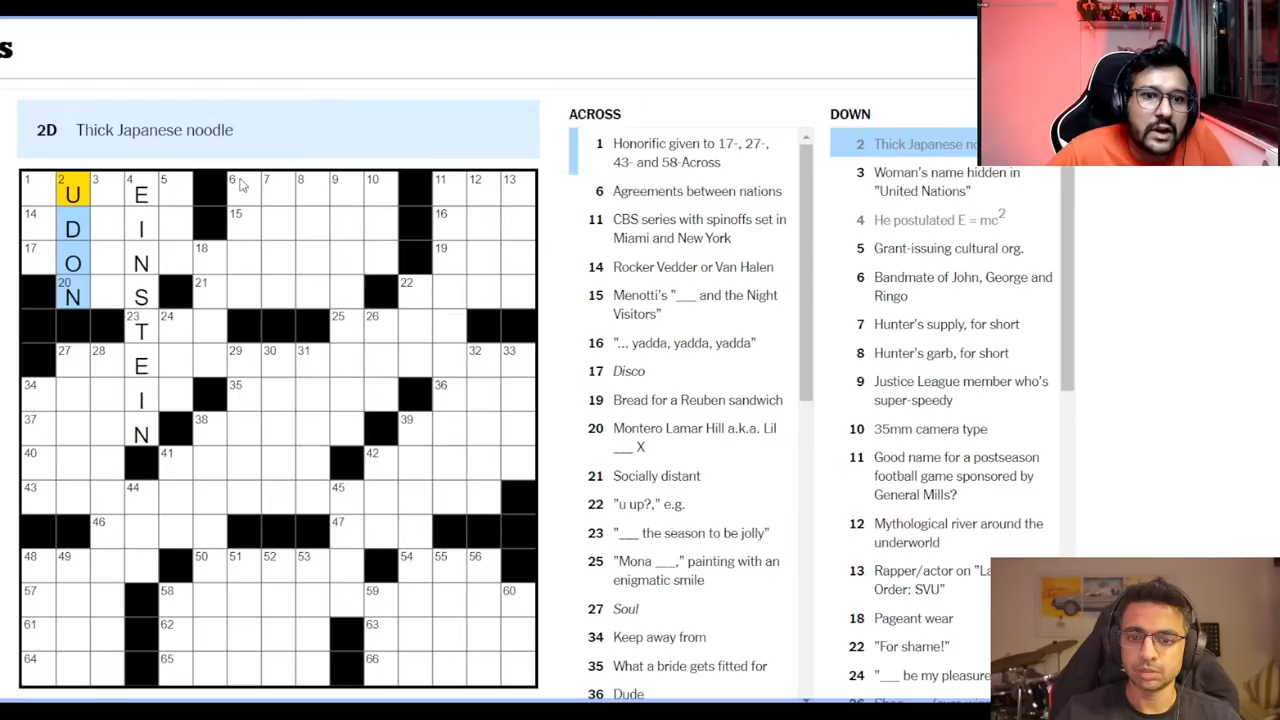 s
2D Thick Japanese noodle
1 2 3 4 5 6 7 8 9 10 11 12 13
U E
14 15 16
D I
17 18 19
O N
20 21 22
N S
23 24 25 26
T
27 28 29 30 31 32 33
E
34 35 36
I
37 38 39
N
40 41 42
43 44 45
46 47
48 49 50 51 52 53 54 55 56
57 58 59 60
61 62 63
64 65 66
ACROSS
1 Honorific given to 17-, 27-,
43- and 58-Across
6 Agreements between nations
11 CBS series with spinoffs set in
Miami and New York
14 Rocker Vedder or Van Halen
15 Menotti's "___ and the Night
Visitors"
16 "... yadda, yadda, yadda"
17 Disco
19 Bread for a Reuben sandwich
20 Montero Lamar Hill a.k.a. Lil
___ X
21 Socially distant
22 "u up?," e.g.
23 "___ the season to be jolly"
25 "Mona ___," painting with an
enigmatic smile
27 Soul
34 Keep away from
35 What a bride gets fitted for
36 Dude
DOWN
2 Thick Japanese no
3 Woman's name hidden in
"United Nations"
4 He postulated E = mc2
5 Grant-issuing cultural org.
6 Bandmate of John, George and
Ringo
7 Hunter's supply, for short
8 Hunter's garb, for short
9 Justice League member who's
super-speedy
10 35mm camera type
11 Good name for a postseason
football game sponsored by
General Mills?
12 Mythological river around the
underworld
13 Rapper/actor on "La
Order: SVU"
18 Pageant wear
22 "For shame!"
24 "___ be my pleasure